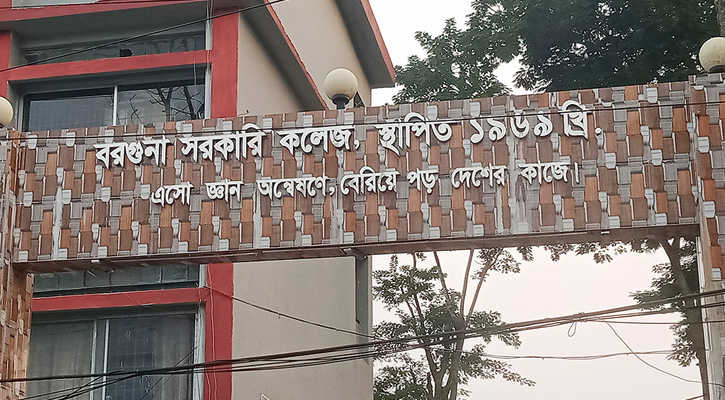 বরগুনা সরকারি কলেজ, স্থাপিত ১৯৬৯ খ্রি.
এসো জ্ঞান অন্বেষণে, বেরিয়ে পড় দেশের কাজে।